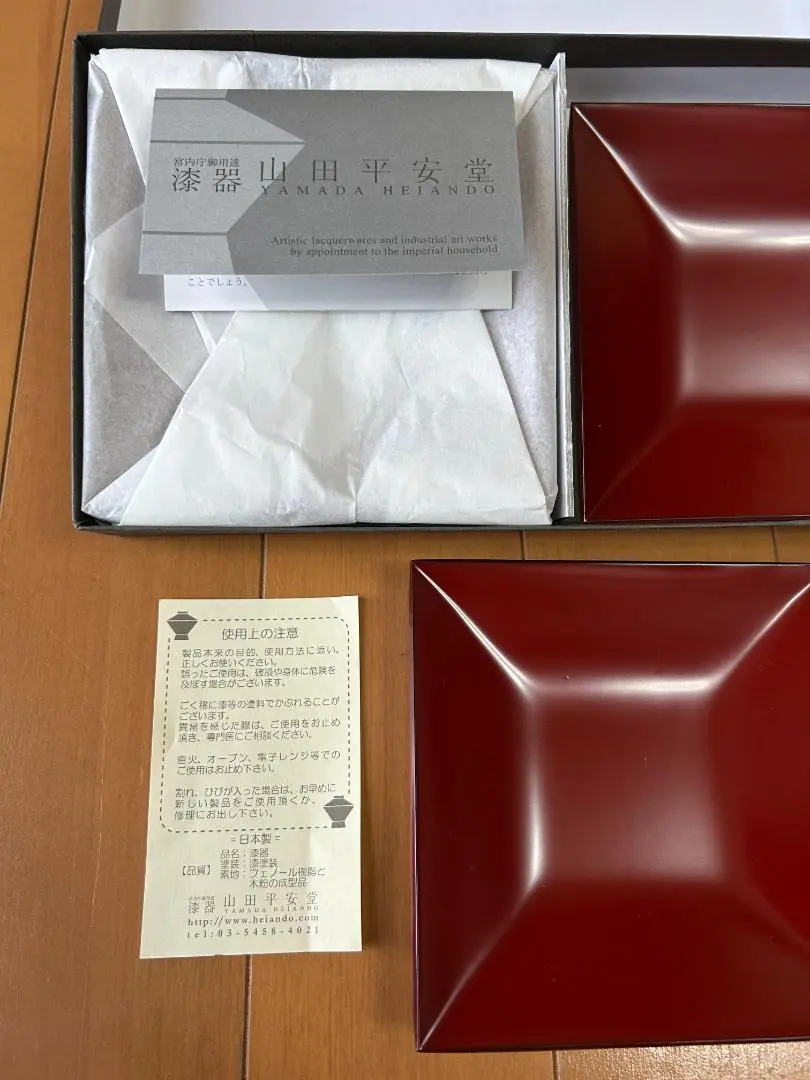 宮内庁御用達
漆器 山田平安堂
YAMADA HEIANDO
Artistic lacquerwares and industrial art works
by appointment to the imperial household
ことでしょう。
使用上の注意
製品本来の目的、使用方法に添い、
正しくお使いください。
誤ったご使用は、破損や身体に危険を
及ぼす場合がございます。
ごく稀に漆等の塗料でかぶれることが
ございます。
異常を感じた際は、ご使用をお止め
頂き、専門医にご相談ください。
直火、オーブン、電子レンジ等での
ご使用はお止め下さい。
割れ、ひびが入った場合は、お早めに
新しい製品をご使用頂くか、
修理にお出し下さい。
=日本製=
品名:漆器
【品質】 塗装:漆塗装
素地:フェノール樹脂と
木粉の成型品
宮内庁御用達
漆器 山田平安堂
YAMADA HEIANDO
http://www.heiando.com
tel:03-5458-4021